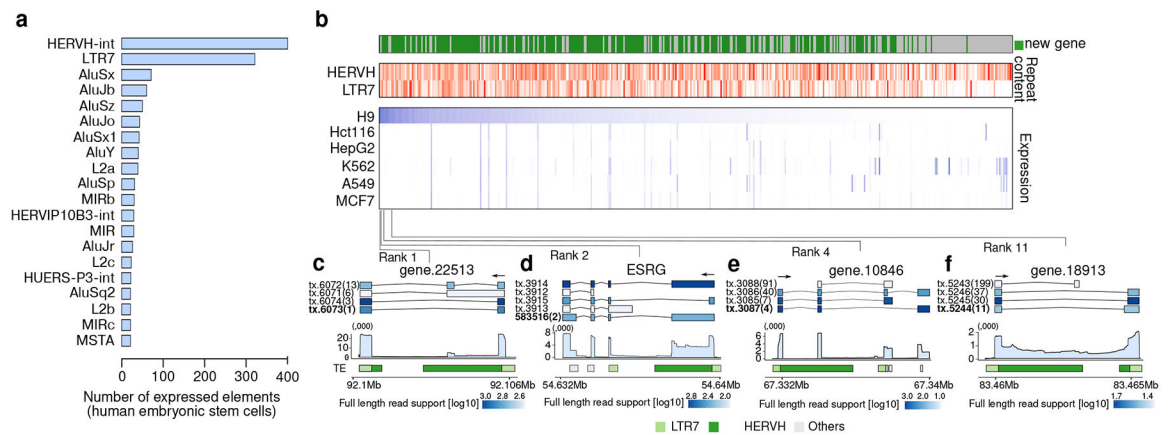 a
HERVH-int
LTR7
AluSx
AluJb
AluSz
AluJo
AluSx1
AluY
L2a
AluSp
MIRb
HERVIP10B3-int
MIR
AluJr
L2c
HUERS-P3-int
AluSq2
L2b
MIRc
MSTA
0 100 200 300 400
Number of expressed elements
(human embryonic stem cells)
b
new gene
HERVH
LTR7
Repeat
content
H9
Hct116
HepG2
K562
A549
MCF7
Expression
Rank 1
Rank 2
Rank 4
Rank 11
c
gene.22513
tx.6072(13)
tx.6071(6)
tx.6074(3)
tx.6073(1)
(,000)
20
10
0
TE
92.1Mb 92.106Mb
Full length read support [log10] 3.0 2.8 2.6
d
ESRG
tx.3914
tx.3912
tx.3915
tx.3913
583516(2)
(,000)
8
4
0
54.632Mb 54.64Mb
Full length read support [log10] 2.8 2.4 2.0
e
gene.10846
tx.3088(91)
tx.3086(40)
tx.3085(7)
tx.3087(4)
(,000)
6
4
2
0
67.332Mb 67.34Mb
Full length read support [log10] 3.0 2.0 1.0
f
gene.18913
tx.5243(199)
tx.5246(37)
tx.5245(30)
tx.5244(11)
(,000)
2
1
0
83.46Mb 83.465Mb
Full length read support [log10] 1.7 1.4
LTR7 HERVH Others